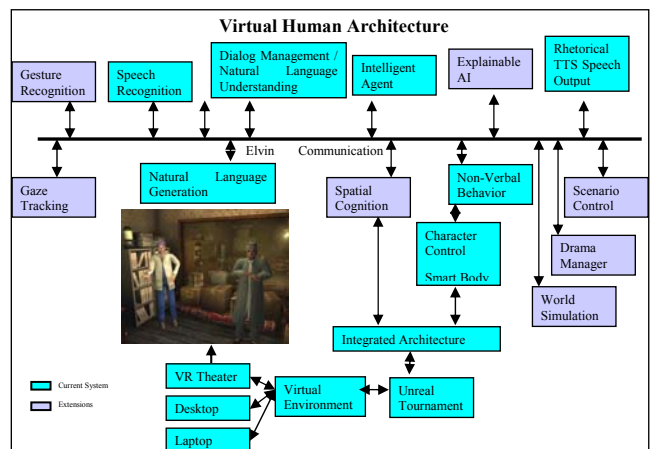 Virtual Human Architecture
Gesture
Recognition
Speech
Recognition
Dialog Management /
Natural Language
Understanding
Intelligent
Agent
Explainable
AI
Rhetorical
TTS Speech
Output
Elvin Communication
Gaze
Tracking
Natural Language
Generation
Spatial
Cognition
Non-Verbal
Behavior
Scenario
Control
Character
Control
Smart Body
Drama
Manager
World
Simulation
Integrated Architecture
VR Theater
Desktop
Laptop
Virtual
Environment
Unreal
Tournament
Current System
Extensions